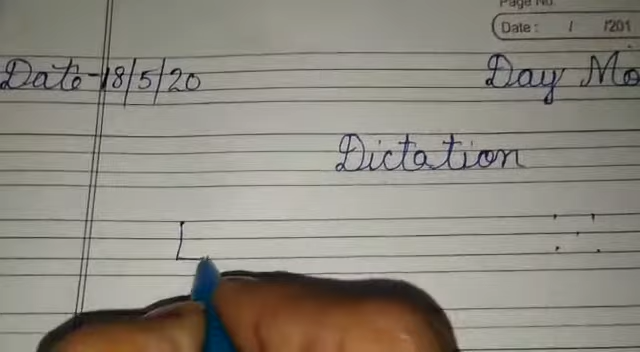 Page No.
Date: / /201
Date-18/5/20
Day Mo
Dictation